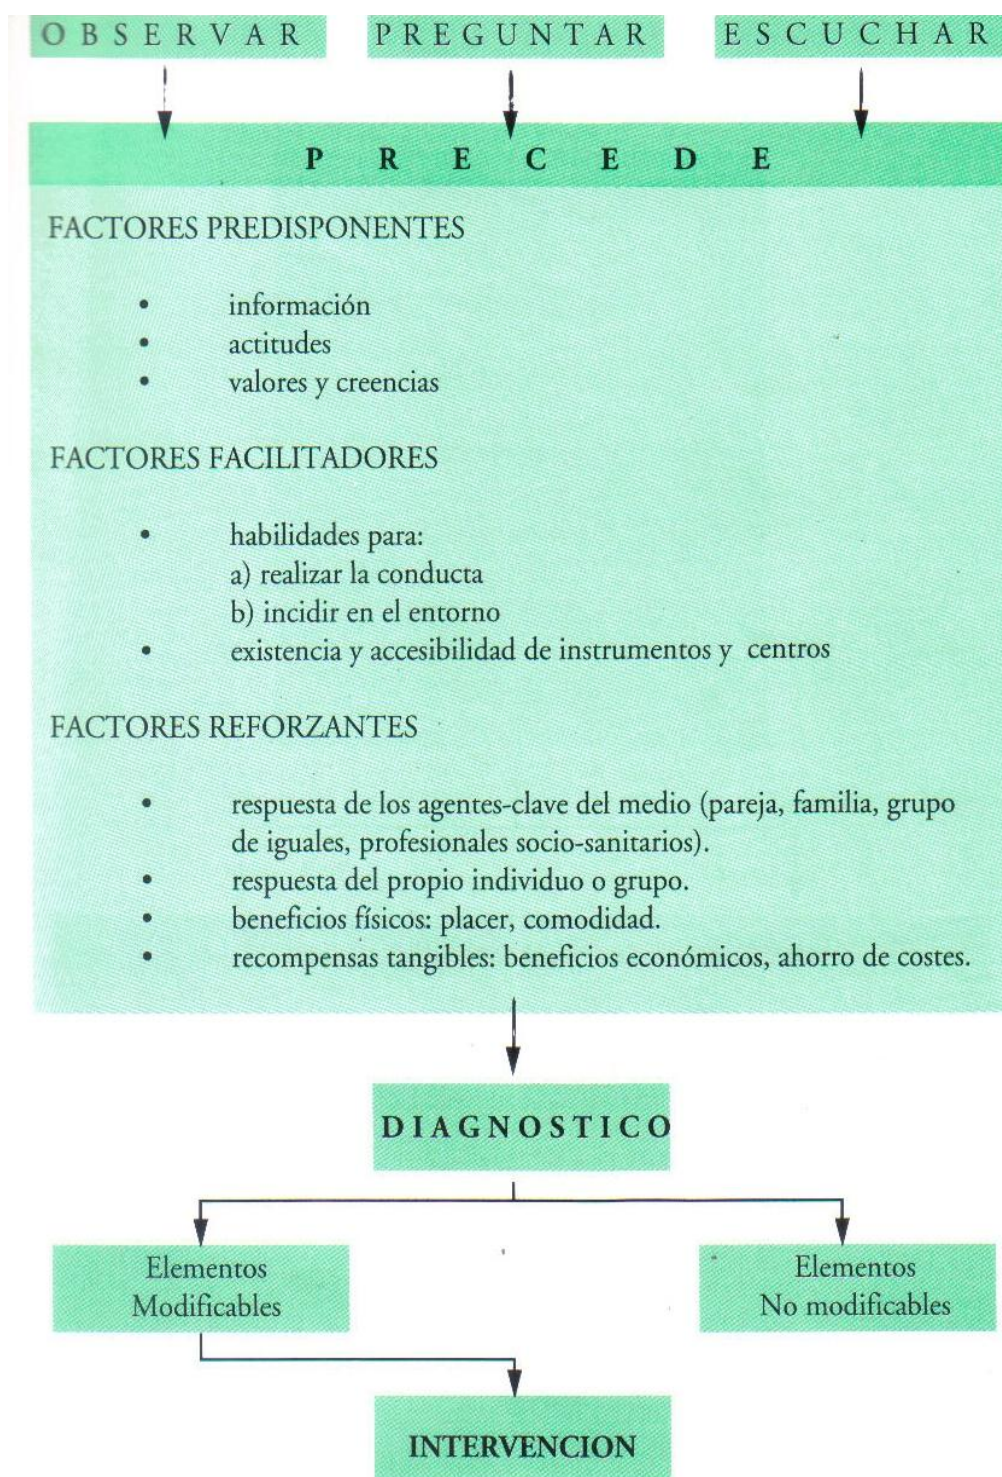 OBSERVAR PREGUNTAR ESCUCHAR
PRECEDE
FACTORES PREDISPONENTES
• información
• actitudes
• valores y creencias
FACTORES FACILITADORES
• habilidades para:
a) realizar la conducta
b) incidir en el entorno
• existencia y accesibilidad de instrumentos y centros
FACTORES REFORZANTES
• respuesta de los agentes-clave del medio (pareja, familia, grupo
de iguales, profesionales socio-sanitarios).
• respuesta del propio individuo o grupo.
• beneficios físicos: placer, comodidad.
• recompensas tangibles: beneficios económicos, ahorro de costes.
DIAGNOSTICO
Elementos
Modificables
Elementos
No modificables
INTERVENCION